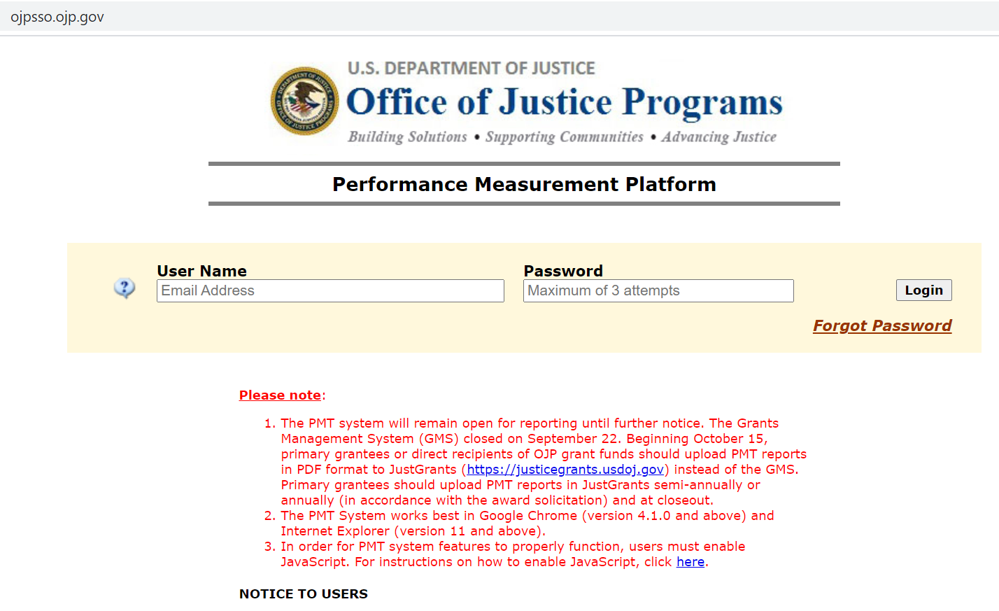 ojpsso.ojp.gov
U.S. DEPARTMENT OF JUSTICE
Office of Justice Programs
Building Solutions • Supporting Communities • Advancing Justice
Performance Measurement Platform
User Name
Password
Email Address
Maximum of 3 attempts
Login
Forgot Password
Please note:
1. The PMT system will remain open for reporting until further notice. The Grants
Management System (GMS) closed on September 22. Beginning October 15,
primary grantees or direct recipients of OJP grant funds should upload PMT reports
in PDF format to JustGrants (https://justicegrants.usdoj.gov) instead of the GMS.
Primary grantees should upload PMT reports in JustGrants semi-annually or
annually (in accordance with the award solicitation) and at closeout.
2. The PMT System works best in Google Chrome (version 4.1.0 and above) and
Internet Explorer (version 11 and above).
3. In order for PMT system features to properly function, users must enable
JavaScript. For instructions on how to enable JavaScript, click here.
NOTICE TO USERS